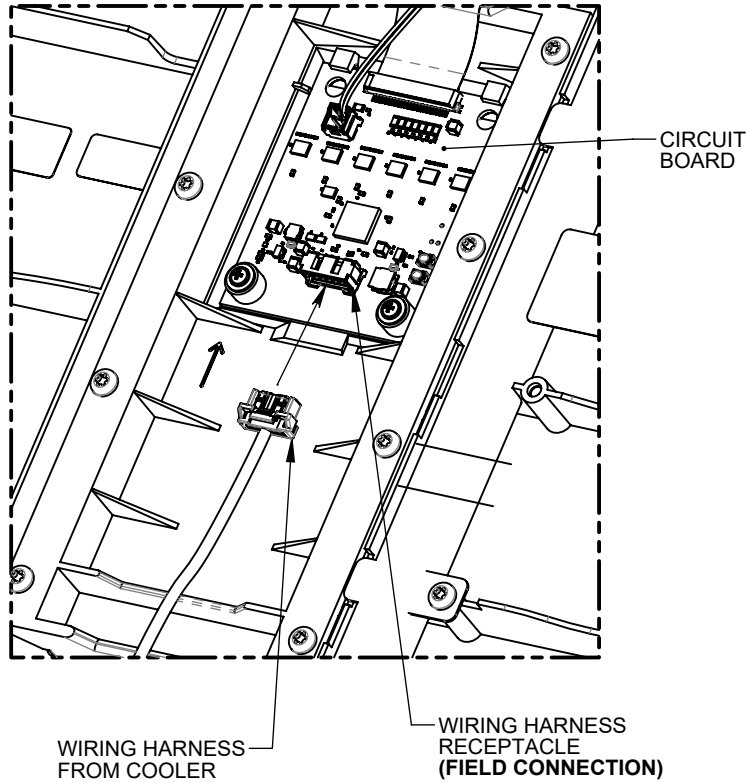 CIRCUIT
BOARD
WIRING HARNESS
FROM COOLER
WIRING HARNESS
RECEPTACLE
(FIELD CONNECTION)